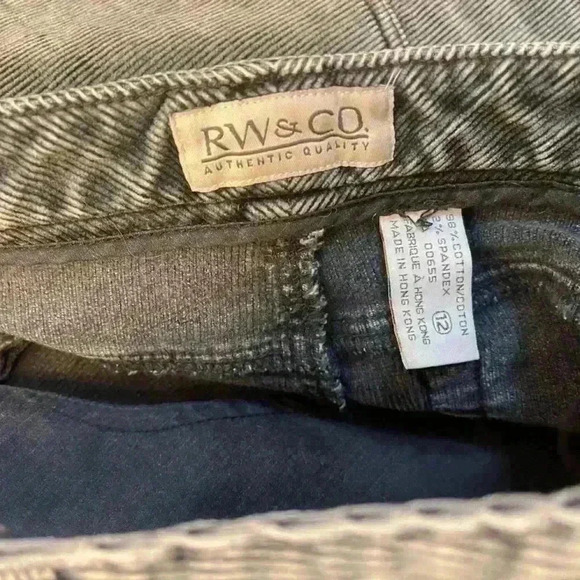 RW&CO.
AUTHENTIC QUALITY
98% COTTON/COTON
2% SPANDEX
00655 (12)
FABRIQUÉ À HONG KONG
MADE IN HONG KONG